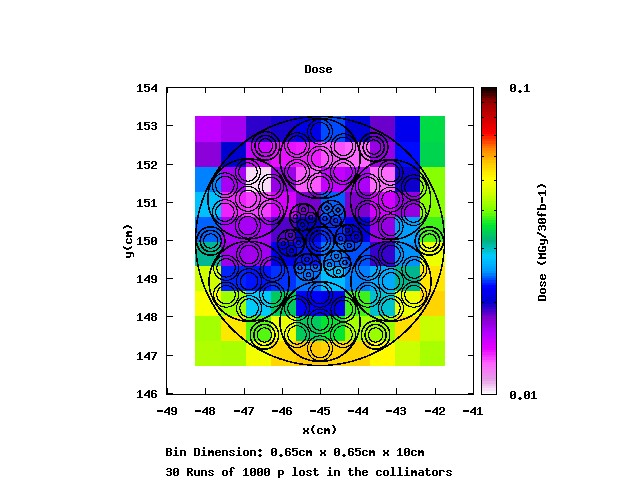 Dose
154
153
152
151
150
149
148
147
146
y(cm)
-49 -48 -47 -46 -45 -44 -43 -42 -41
x(cm)
0.1
0.01
Dose (MGy/30fb-1)
Bin Dimension: 0.65cm x 0.65cm x 10cm
30 Runs of 1000 p lost in the collimators